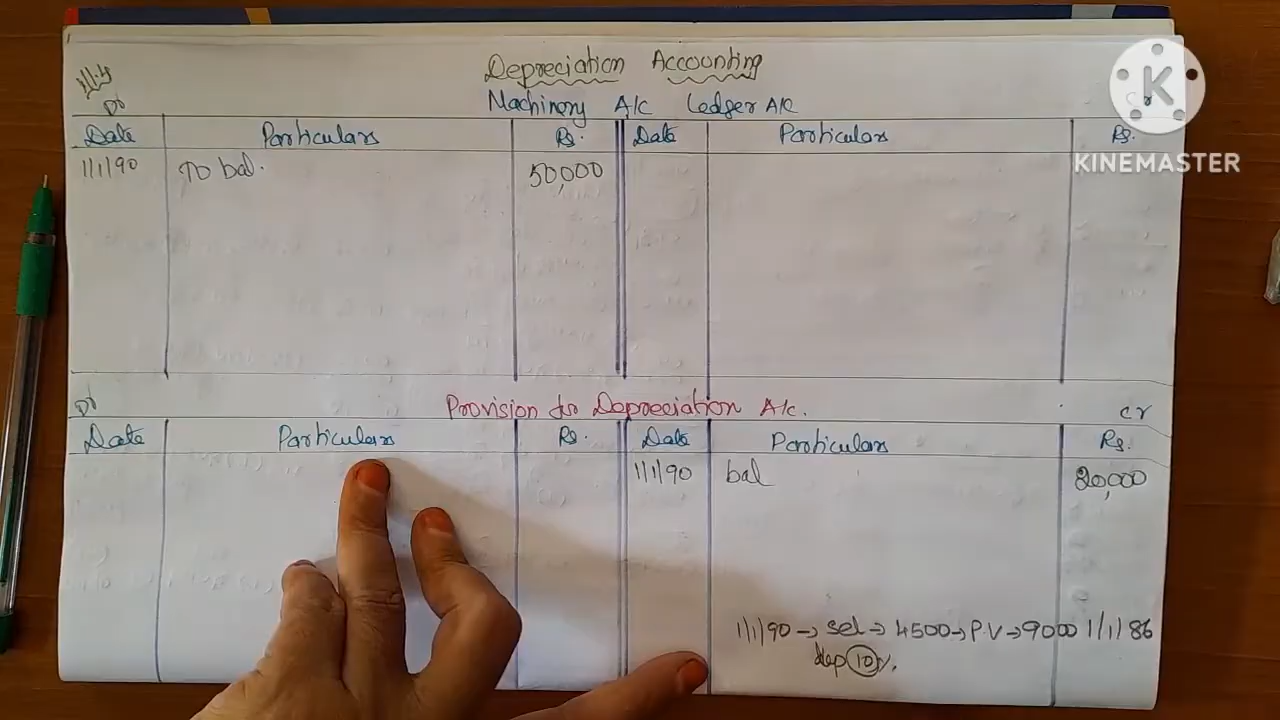 Depreciation Accounting
Machinery A/c Ledger A/c
Dr
Date Particulars Rs. Date Particulars Rs.
1/1/90 To bal. 50,000
KINEMASTER
Dr Provision for Depreciation A/c. Cr
Date Particulars Rs. Date Particulars Rs.
1/1/90 bal 20,000
1/1/90 → sel → 4500 → P.V → 9000 1/1/86
dep 10%.